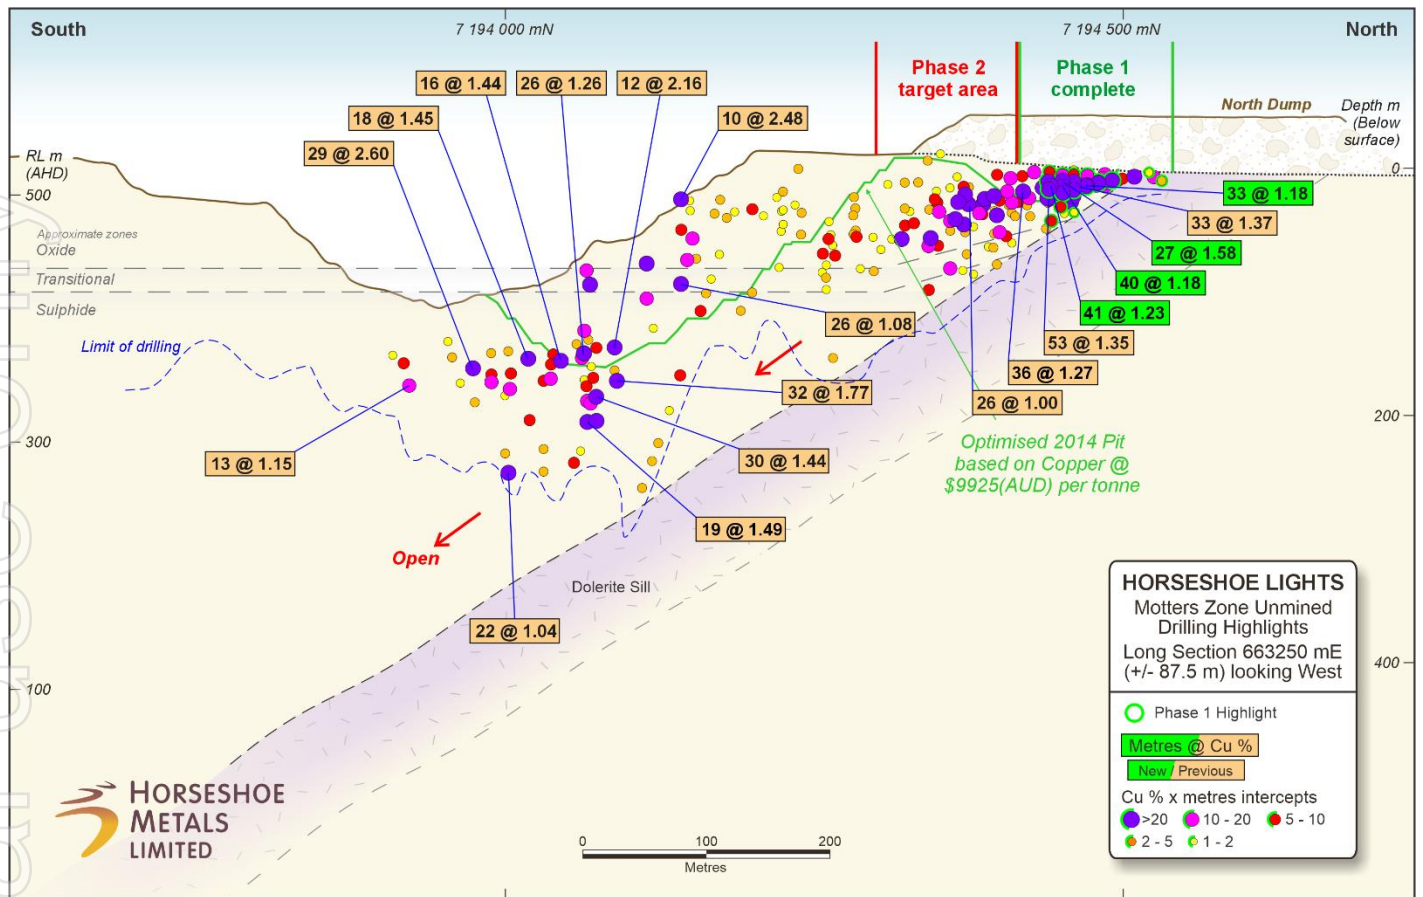 South
7 194 000 mN
7 194 500 mN
North
Phase 2
target area
Phase 1
complete
North Dump
Depth m
(Below
surface)
RL m
(AHD)
16 @ 1.44
26 @ 1.26
12 @ 2.16
18 @ 1.45
10 @ 2.48
29 @ 2.60
0
500
33 @ 1.18
33 @ 1.37
Approximate zones
Oxide
27 @ 1.58
Transitional
40 @ 1.18
Sulphide
41 @ 1.23
26 @ 1.08
53 @ 1.35
Limit of drilling
36 @ 1.27
32 @ 1.77
26 @ 1.00
200
300
Optimised 2014 Pit
based on Copper @
$9925(AUD) per tonne
13 @ 1.15
30 @ 1.44
19 @ 1.49
Open
Dolerite Sill
22 @ 1.04
400
100
HORSESHOE LIGHTS
Motters Zone Unmined
Drilling Highlights
Long Section 663250 mE
(+/- 87.5 m) looking West
Phase 1 Highlight
Metres @ Cu %
New / Previous
Cu % x metres intercepts
>20
10 - 20
5 - 10
2 - 5
1 - 2
HORSESHOE
METALS
LIMITED
0
100
200
Metres